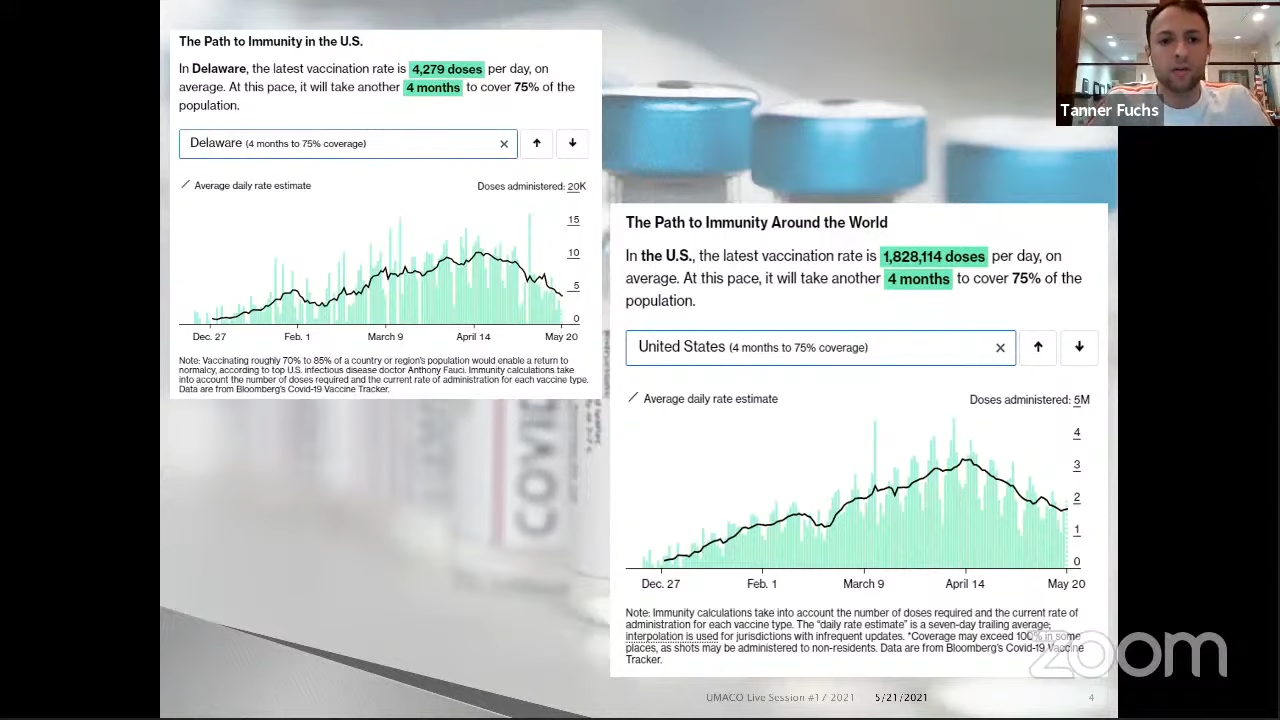 The Path to Immunity in the U.S.
In Delaware, the latest vaccination rate is 4,279 doses per day, on
average. At this pace, it will take another 4 months to cover 75% of the
population.
Delaware (4 months to 75% coverage) × ↑ ↓
Average daily rate estimate
Doses administered: 20K
15
10
5
0
Dec. 27 Feb. 1 March 9 April 14 May 20
Note: Vaccinating roughly 70% to 85% of a country or region's population would enable a return to
normalcy, according to top U.S. infectious disease doctor Anthony Fauci. Immunity calculations take
into account the number of doses required and the current rate of administration for each vaccine type.
Data are from Bloomberg's Covid-19 Vaccine Tracker.
Tanner Fuchs
The Path to Immunity Around the World
In the U.S., the latest vaccination rate is 1,828,114 doses per day, on
average. At this pace, it will take another 4 months to cover 75% of the
population.
United States (4 months to 75% coverage) × ↑ ↓
Average daily rate estimate
Doses administered: 5M
4
3
2
1
0
Dec. 27 Feb. 1 March 9 April 14 May 20
Note: Immunity calculations take into account the number of doses required and the current rate of
administration for each vaccine type. The “daily rate estimate” is a seven-day trailing average;
interpolation is used for jurisdictions with infrequent updates. *Coverage may exceed 100% in some
places, as shots may be administered to non-residents. Data are from Bloomberg's Covid-19 Vaccine
Tracker.
COVID
zoom
UMACO Live Session #17 2021 5/21/2021 4